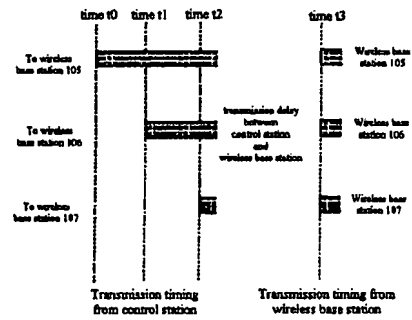 time t0 time t1 time t2 time t3
To wireless
base station 105
Wireless base
station 105
To wireless
base station 106
transmission delay
between
control station
and
wireless base station
Wireless base
station 106
To wireless
base station 107
Wireless base
station 107
Transmission timing
from control station
Transmission timing from
wireless base station